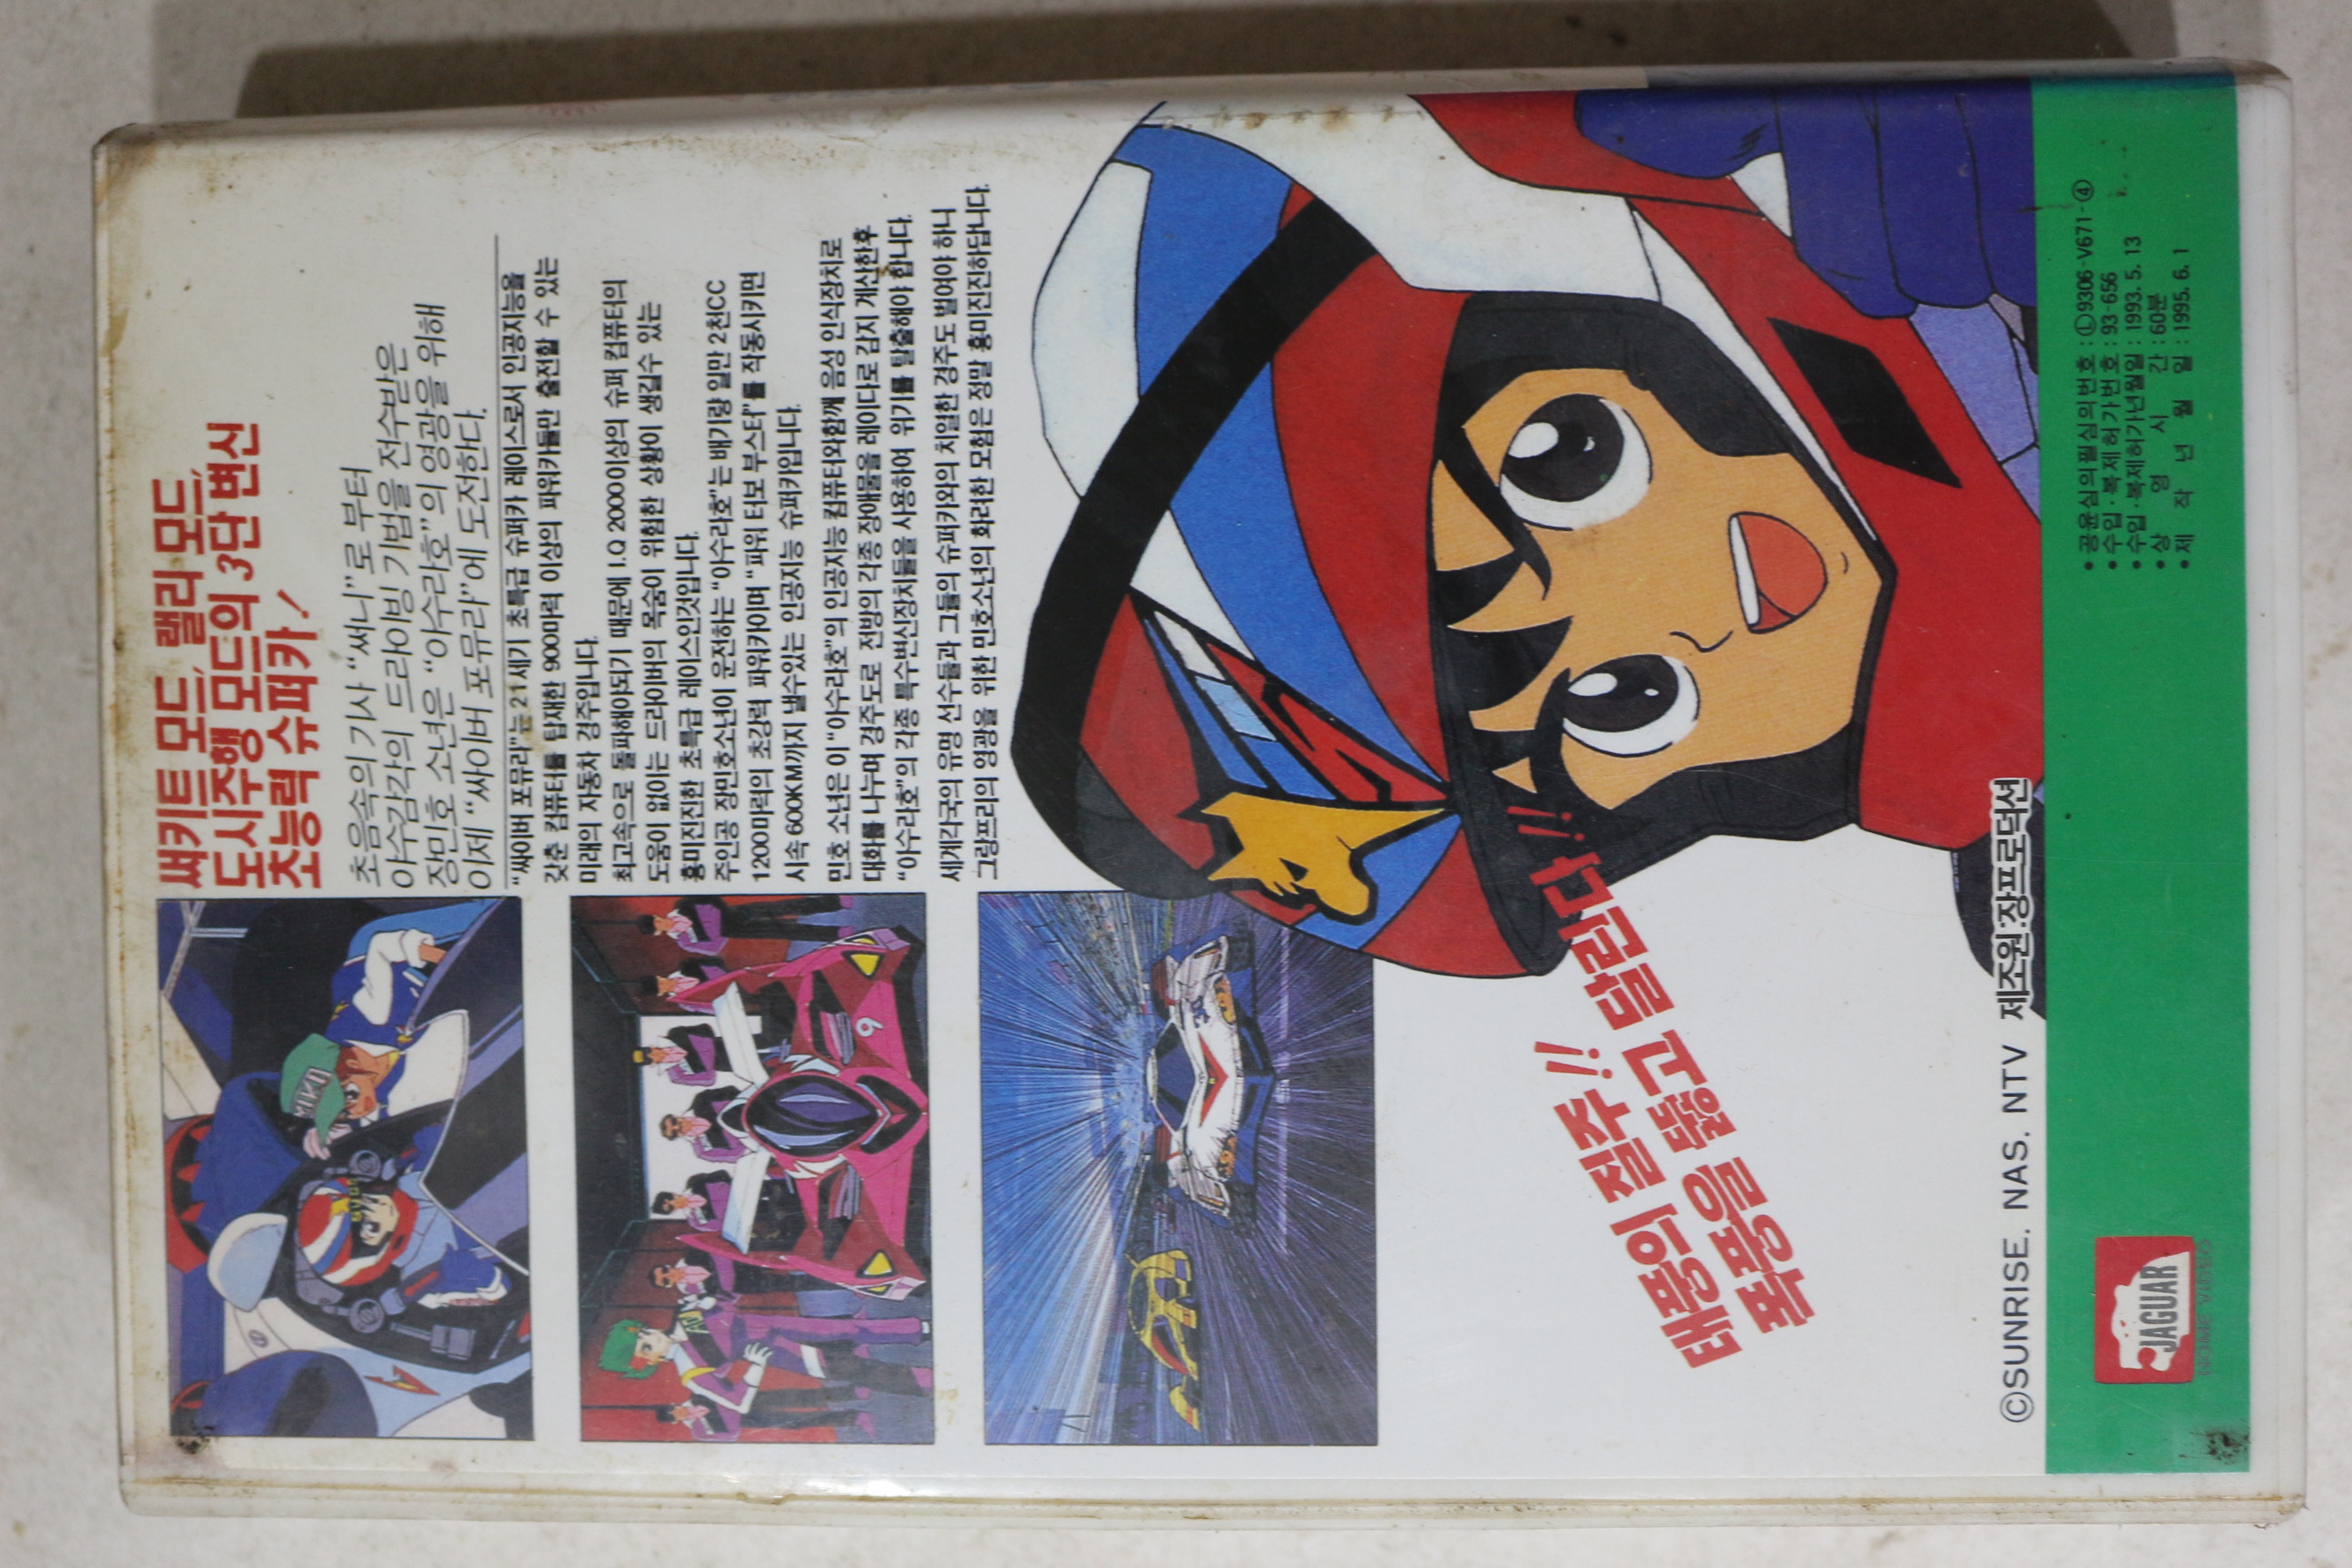 써키트 모드, 랠리 모드,
도시주행 모드의 3단 변신
초능력 슈퍼카!
초음속의 기사 "써니"로 부터
야수감각의 드라이빙 기법을 전수받은
장민호 소년은 "아수라호"의 영광을 위해
이제 "싸이버 포뮤라"에 도전한다.
"싸이버 포뮤라"는 21세기 초특급 슈퍼카 레이스로서 인공지능을
갖춘 컴퓨터를 탑재한 900마력 이상의 파워카들만 출전할 수 있는
미래의 자동차 경주입니다.
최고속으로 돌파해야되기 때문에 I.Q 2000이상의 슈퍼 컴퓨터의
도움이 없이는 드라이버의 목숨이 위험한 상황이 생길수 있는
흥미진진한 초특급 레이스인것입니다.
주인공 장민호소년이 운전하는 "아수라호"는 배기량 일만 2천CC
1200마력의 초강력 파워카이며 "파워 터보 부스터"를 작동시키면
시속 600KM까지 낼수있는 인공지능 슈퍼카입니다.
민호 소년은 이 "아수라호"의 인공지능 컴퓨터와함께 음성 인식장치로
대화를 나누며 경주도로 전방의 각종 장애물을 레이다로 감지 계산한후
"아수라호"의 각종 특수변신장치들을 사용하여 위기를 탈출해야 합니다.
세계각국의 유명 선수들과 그들의 슈퍼카와의 치열한 경주도 벌여야 하니
그랑프리의 영광을 위한 민호소년의 화려한 모험은 정말 흥미진진하답니다.
태풍의 질주!!
폭풍을 뚫고 달린다!!
©SUNRISE. NAS. NTV 제조원:장프로덕션
• 공윤심의필심의번호 : Ⓛ9306-V671-④
• 수입·복제허가번호 : 93-656
• 수입·복제허가년월일 : 1993. 5. 13
• 상 영 시 간 : 60분
• 제 작 년 월 일 : 1995. 6. 1
JAGUAR
HOME VIDEO